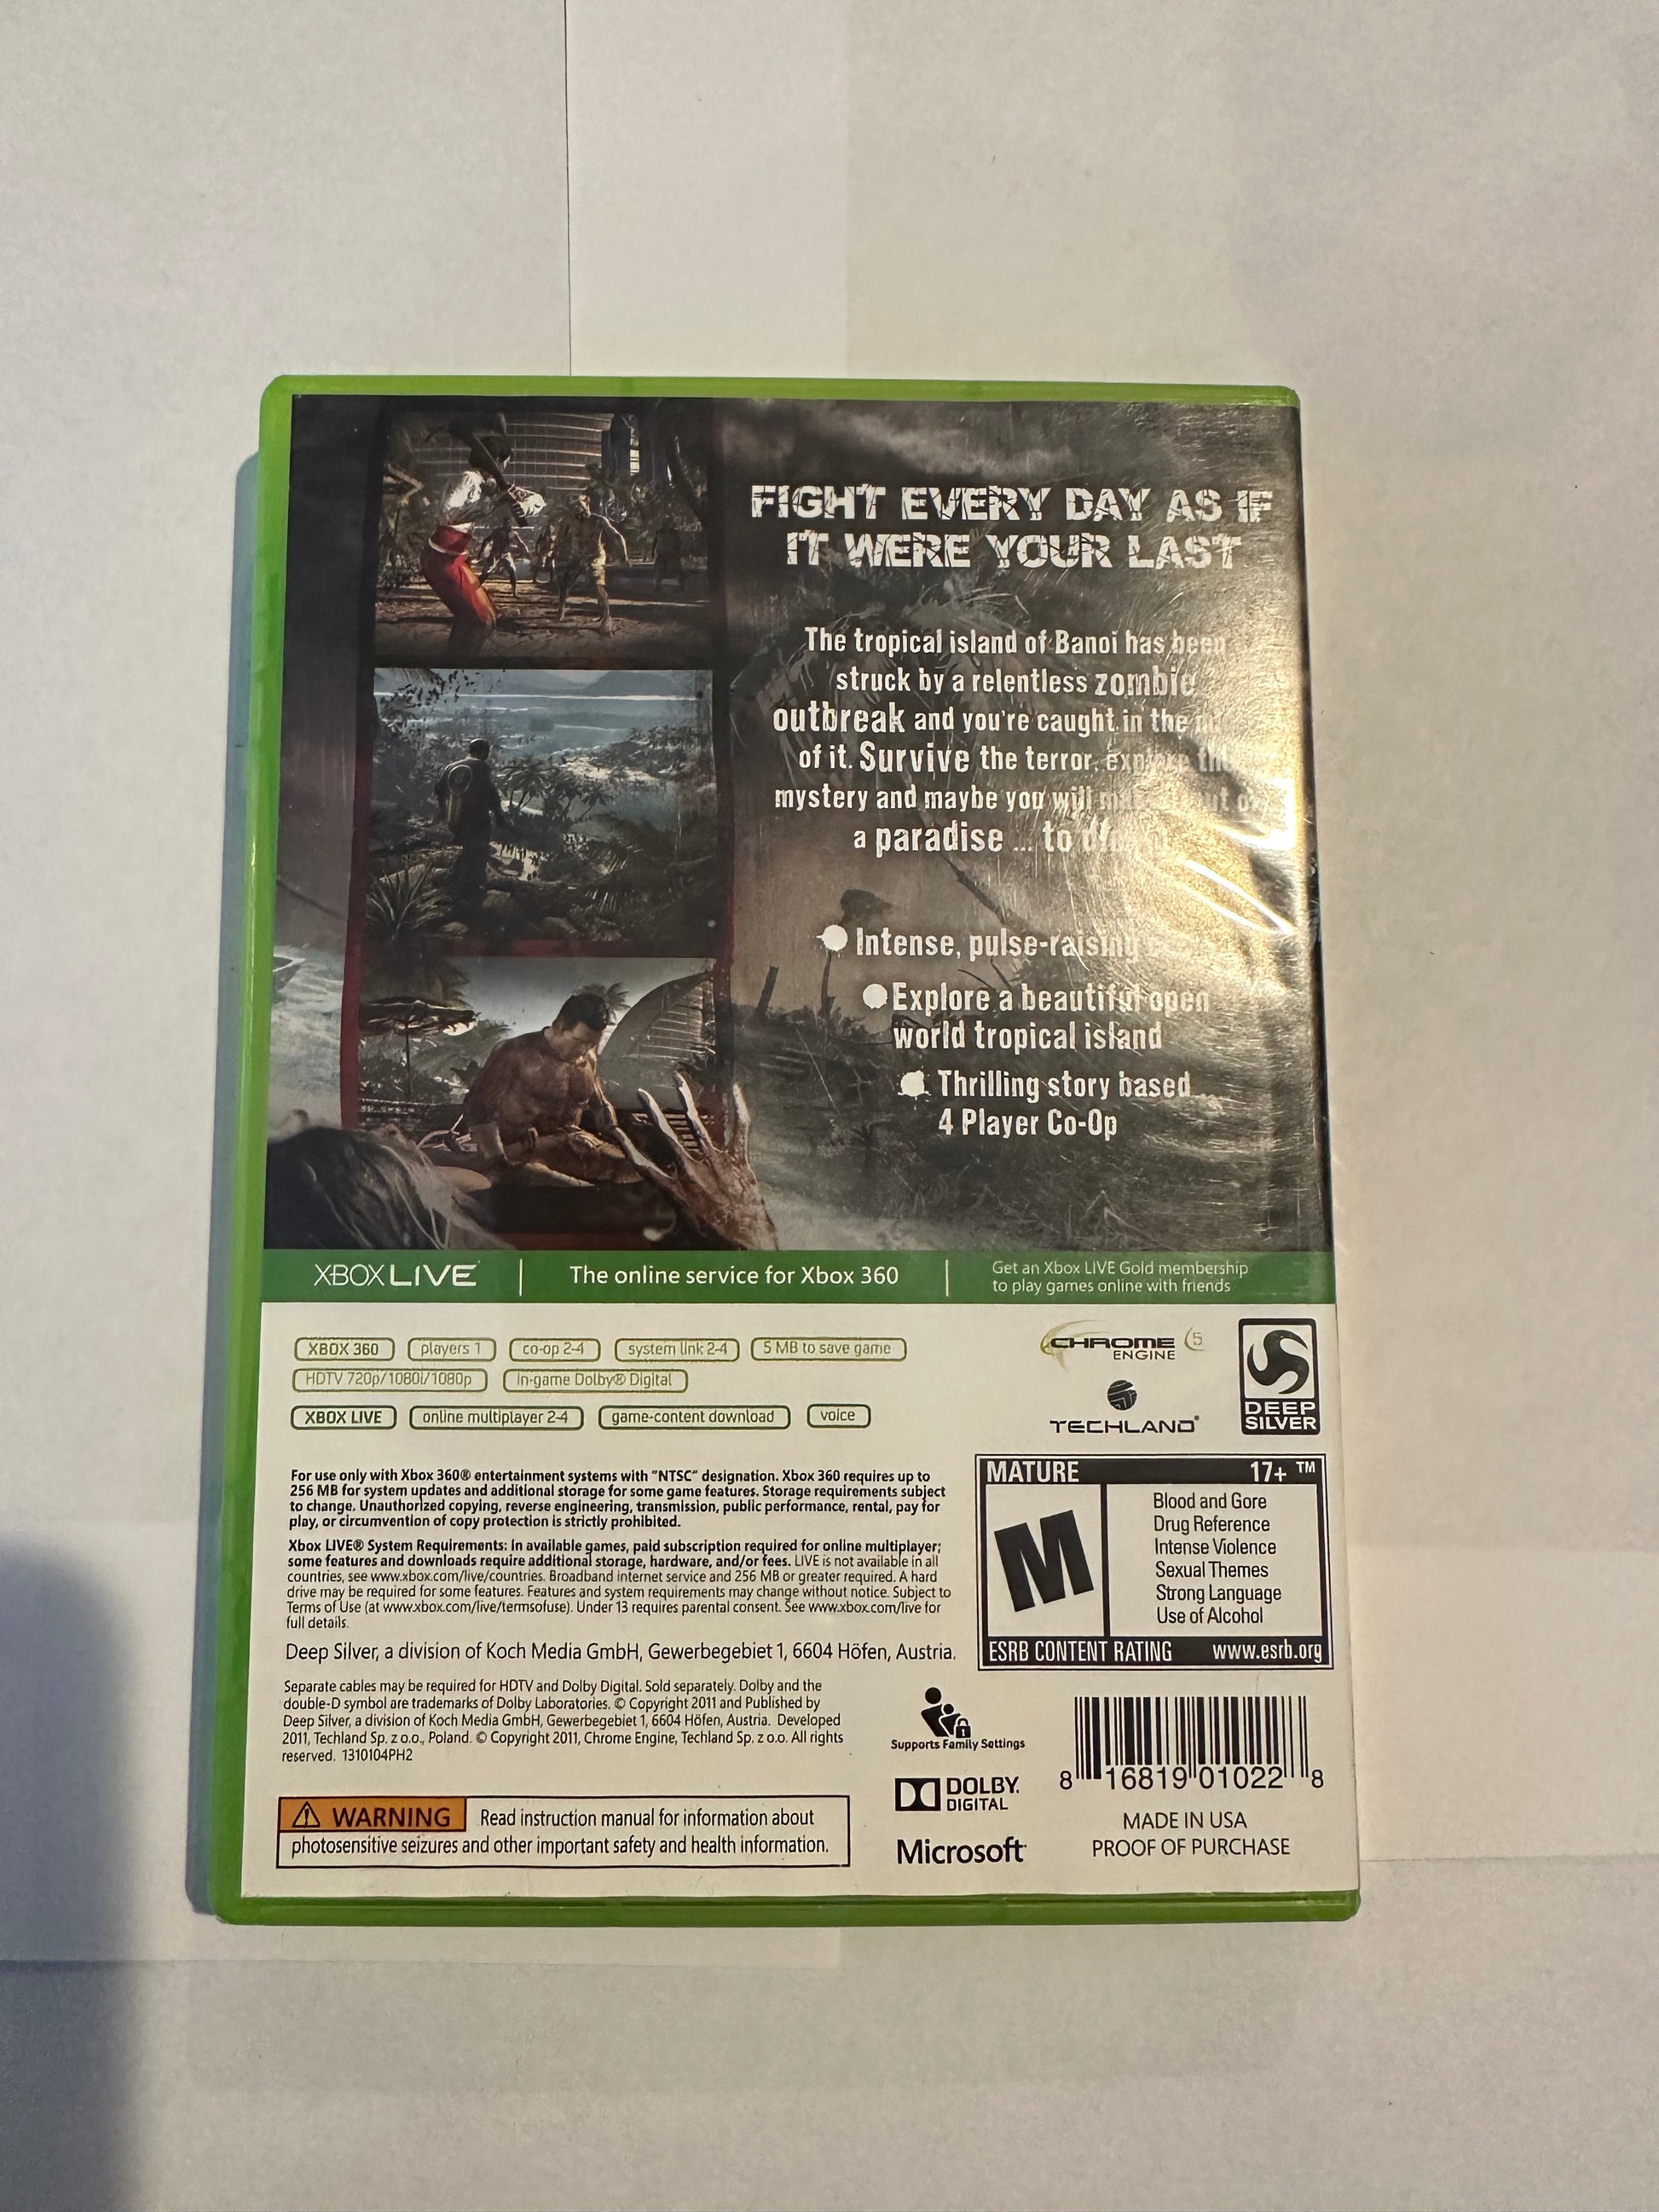 FIGHT EVERY DAY AS IF
IT WERE YOUR LAST
The tropical island of Banoi has been
struck by a relentless zombie
outbreak and you're caught in the
of it. Survive the terror, explore the
mystery and maybe you will out of
a paradise ... to
Intense, pulse-raising
Explore a beautiful open
world tropical island
Thrilling story based
4 Player Co-Op
XBOX LIVE
The online service for Xbox 360
Get an Xbox LIVE Gold membership
to play games online with friends
XBOX 360 players 1 co-op 2-4 system link 2-4 5 MB to save game
HDTV 720p/1080i/1080p in-game Dolby® Digital
XBOX LIVE online multiplayer 2-4 game-content download voice
CHROME 5
ENGINE
TECHLAND®
DEEP
SILVER
For use only with Xbox 360® entertainment systems with "NTSC" designation. Xbox 360 requires up to
256 MB for system updates and additional storage for some game features. Storage requirements subject
to change. Unauthorized copying, reverse engineering, transmission, public performance, rental, pay for
play, or circumvention of copy protection is strictly prohibited.
Xbox LIVE® System Requirements: In available games, paid subscription required for online multiplayer;
some features and downloads require additional storage, hardware, and/or fees. LIVE is not available in all
countries, see www.xbox.com/live/countries. Broadband internet service and 256 MB or greater required. A hard
drive may be required for some features. Features and system requirements may change without notice. Subject to
Terms of Use (at www.xbox.com/live/termsofuse). Under 13 requires parental consent. See www.xbox.com/live for
full details.
Deep Silver, a division of Koch Media GmbH, Gewerbegebiet 1, 6604 Höfen, Austria.
Separate cables may be required for HDTV and Dolby Digital. Sold separately. Dolby and the
double-D symbol are trademarks of Dolby Laboratories. © Copyright 2011 and Published by
Deep Silver, a division of Koch Media GmbH, Gewerbegebiet 1, 6604 Höfen, Austria. Developed
2011, Techland Sp. z o.o., Poland. © Copyright 2011, Chrome Engine, Techland Sp. z o.o. All rights
reserved. 1310104PH2
WARNING Read instruction manual for information about
photosensitive seizures and other important safety and health information.
MATURE 17+ ™
M
Blood and Gore
Drug Reference
Intense Violence
Sexual Themes
Strong Language
Use of Alcohol
ESRB CONTENT RATING www.esrb.org
Supports Family Settings
DOLBY
DIGITAL
Microsoft®
8 16819 01022 8
MADE IN USA
PROOF OF PURCHASE